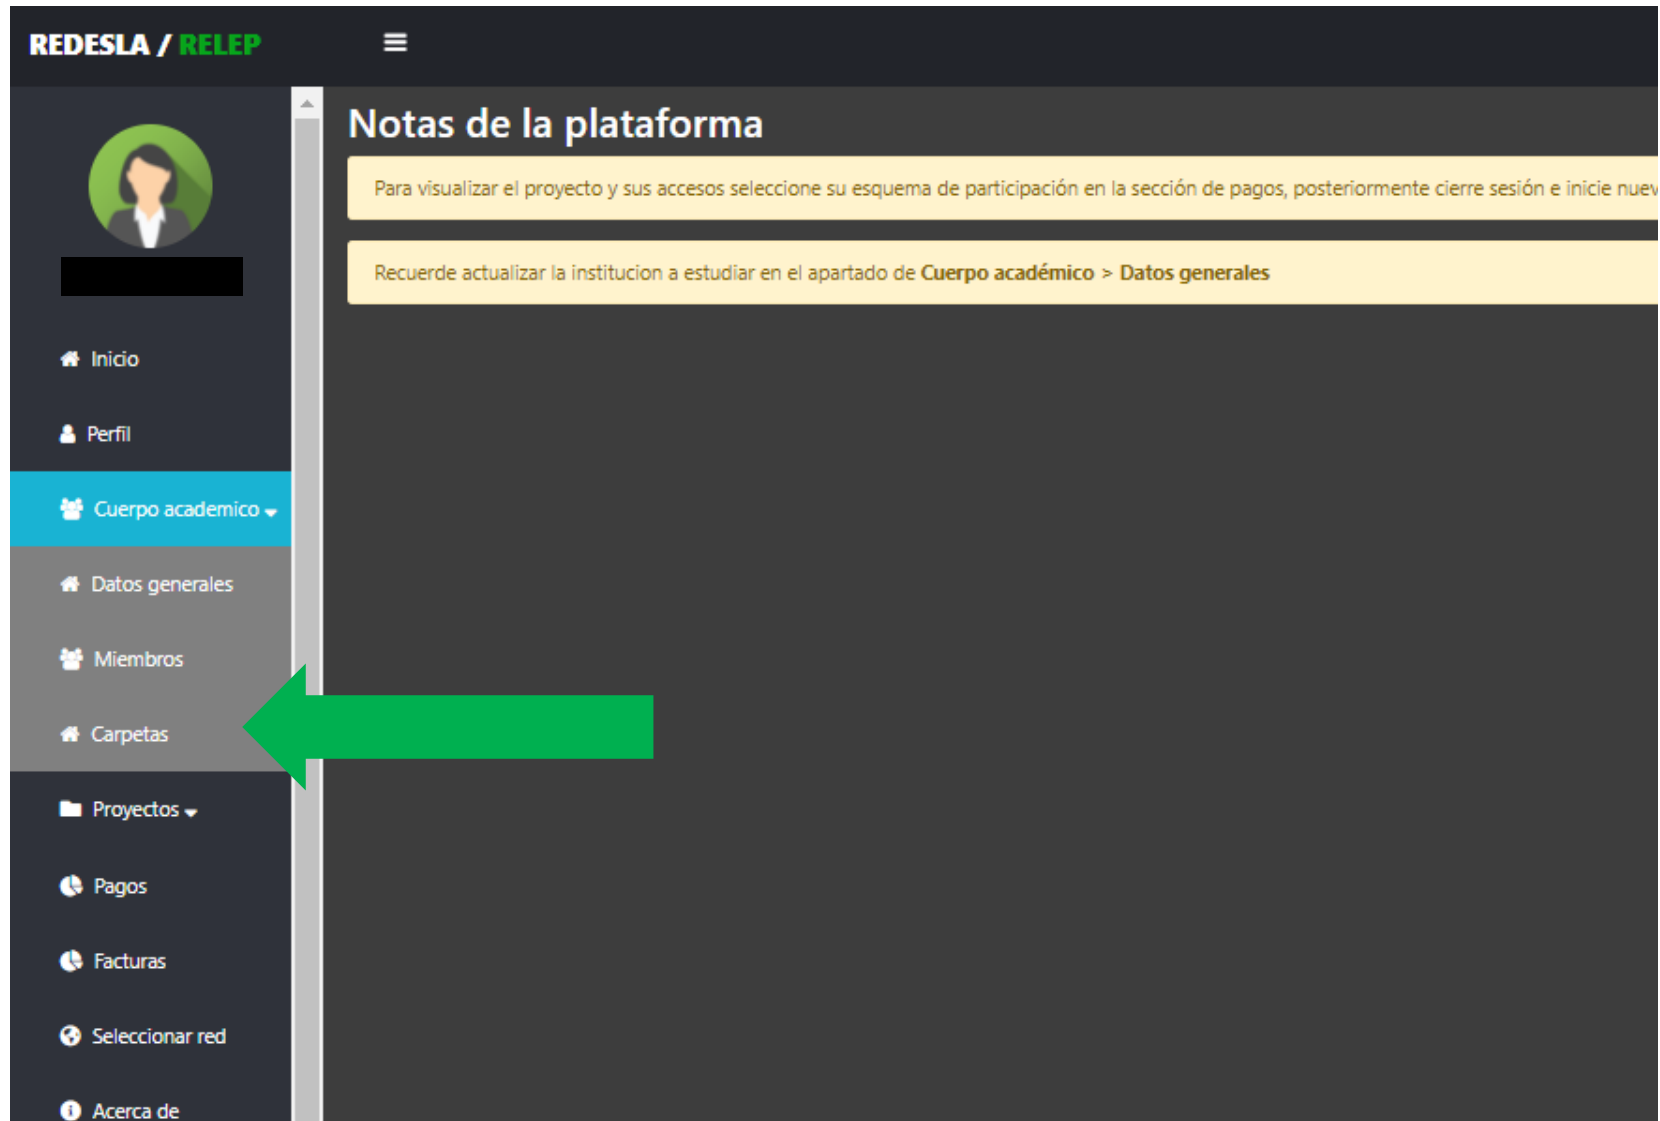 REDESLA / RELEP
Notas de la plataforma
Para visualizar el proyecto y sus accesos seleccione su esquema de participación en la sección de pagos, posteriormente cierre sesión e inicie
Recuerde actualizar la institucion a estudiar en el apartado de Cuerpo académico > Datos generales
Inicio
Perfil
Cuerpo academico
Datos generales
Miembros
Carpetas
Proyectos
Pagos
Facturas
Seleccionar red
Acerca de